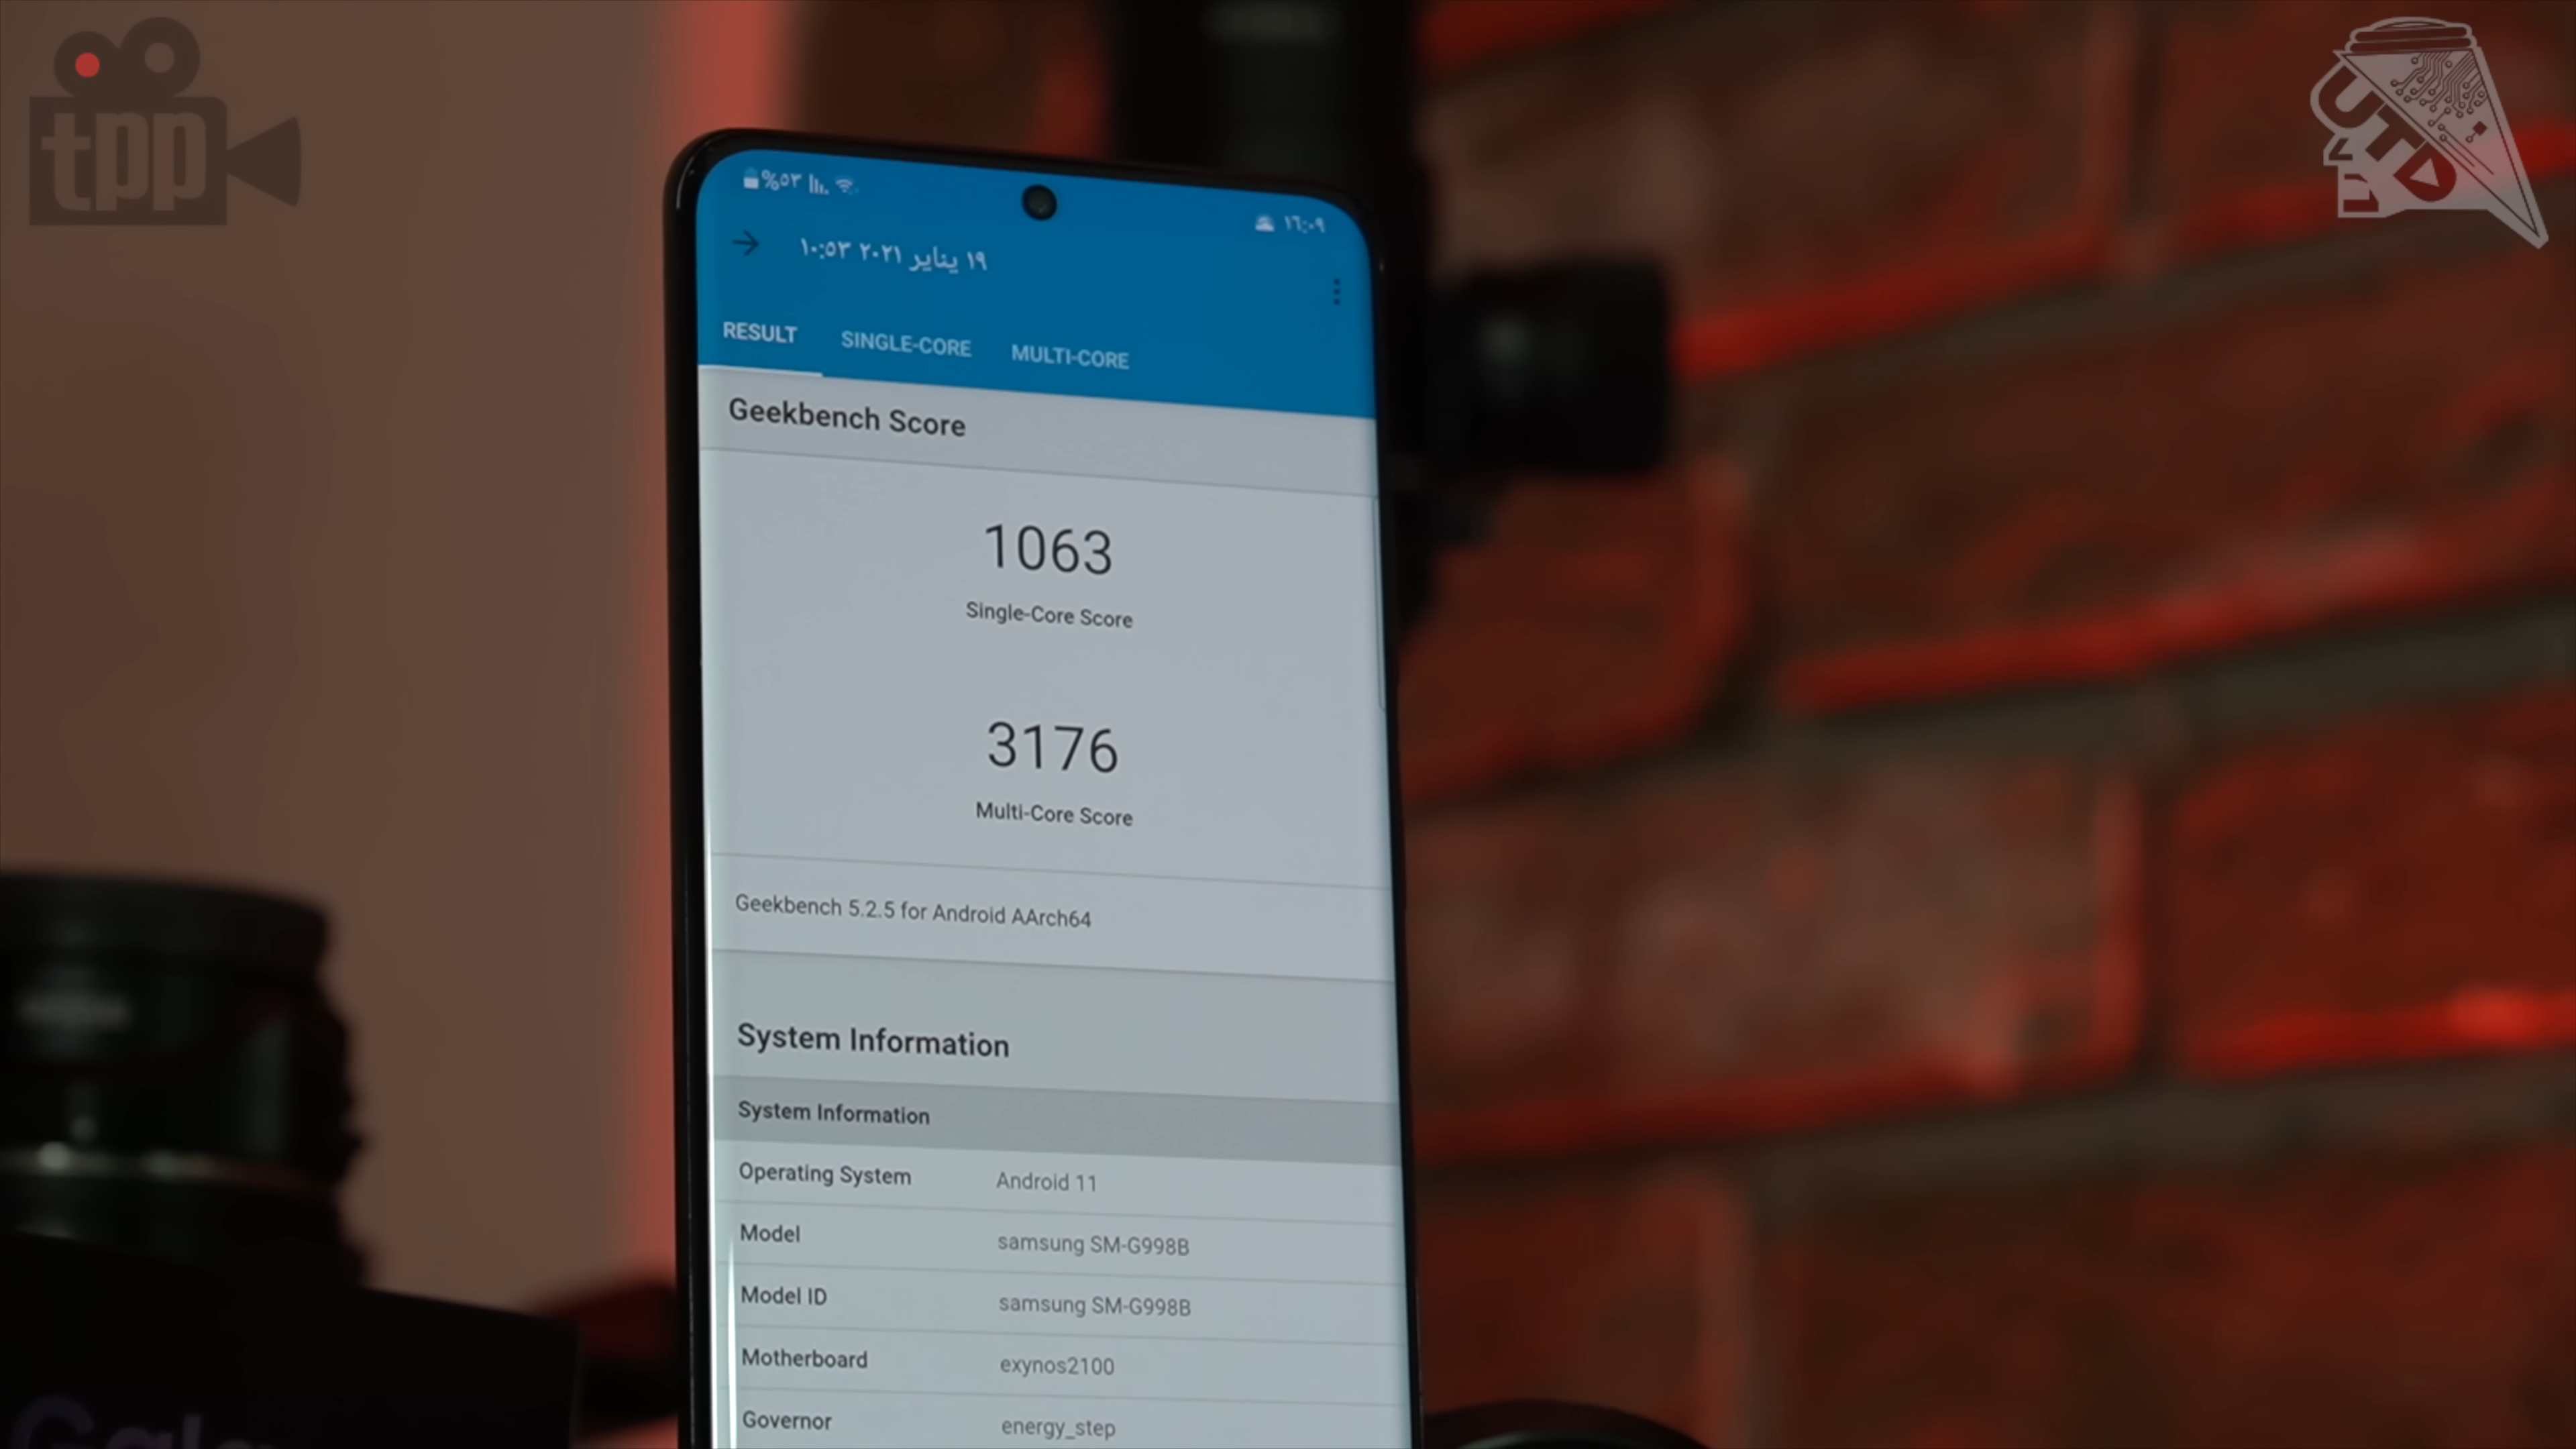 tpp
UTD
%٥٣
١٦:٠٩
١٩ يناير ٢٠٢١ ١٠:٥٣
RESULT SINGLE-CORE MULTI-CORE
Geekbench Score
1063
Single-Core Score
3176
Multi-Core Score
Geekbench 5.2.5 for Android AArch64
System Information
System Information
Operating System Android 11
Model samsung SM-G998B
Model ID samsung SM-G998B
Motherboard exynos2100
Governor energy_step